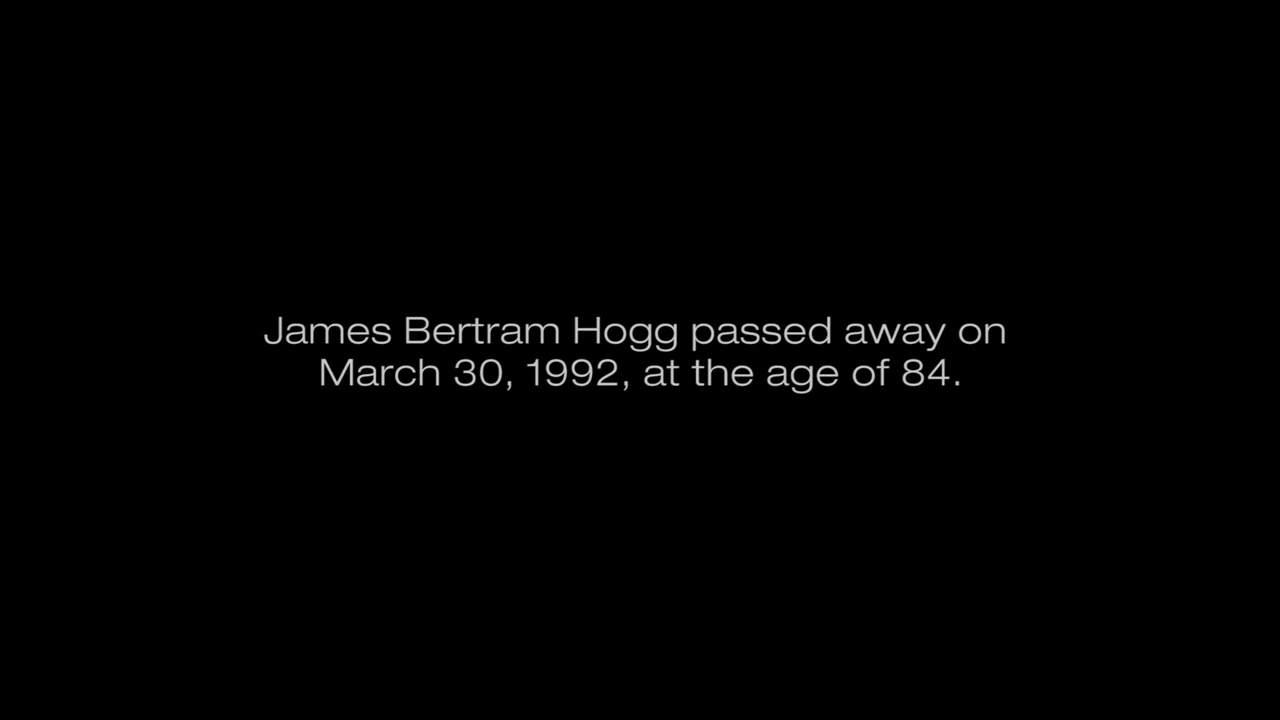 James Bertram Hogg passed away on
March 30, 1992, at the age of 84.